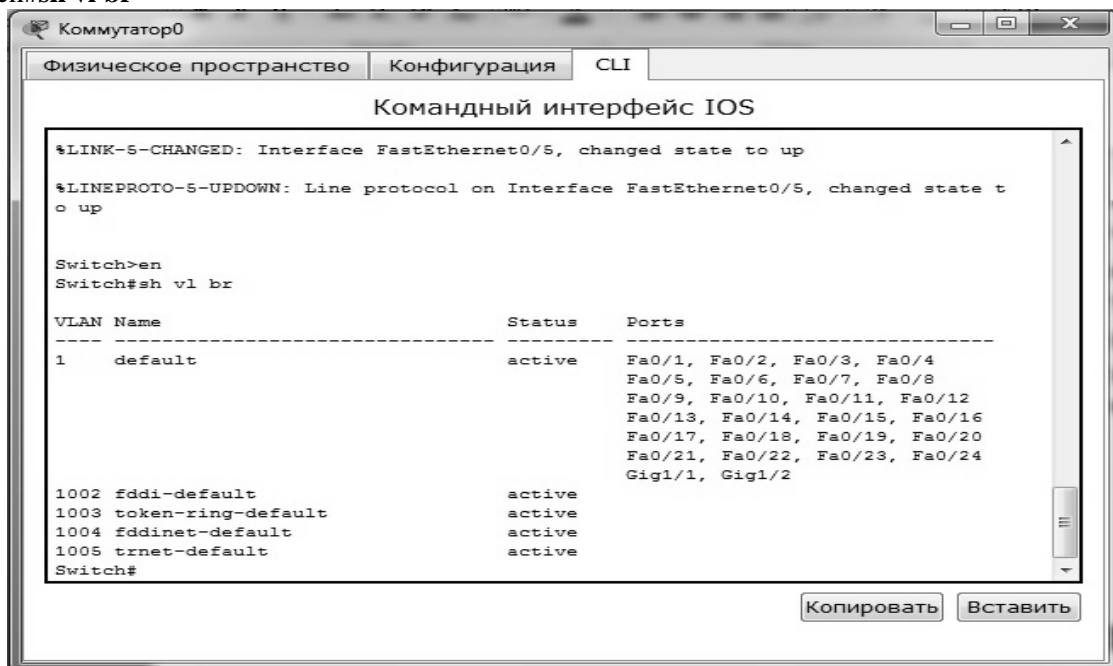 Коммутатор0
Физическое пространство Конфигурация CLI
Командный интерфейс IOS
%LINK-5-CHANGED: Interface FastEthernet0/5, changed state to up
%LINEPROTO-5-UPDOWN: Line protocol on Interface FastEthernet0/5, changed state t
o up
Switch>en
Switch#sh vl br
VLAN Name Status Ports
---- -------------------------------- --------- -------------------------------
1 default active Fa0/1, Fa0/2, Fa0/3, Fa0/4
Fa0/5, Fa0/6, Fa0/7, Fa0/8
Fa0/9, Fa0/10, Fa0/11, Fa0/12
Fa0/13, Fa0/14, Fa0/15, Fa0/16
Fa0/17, Fa0/18, Fa0/19, Fa0/20
Fa0/21, Fa0/22, Fa0/23, Fa0/24
Gig1/1, Gig1/2
1002 fddi-default active
1003 token-ring-default active
1004 fddinet-default active
1005 trnet-default active
Switch#
Копировать Вставить